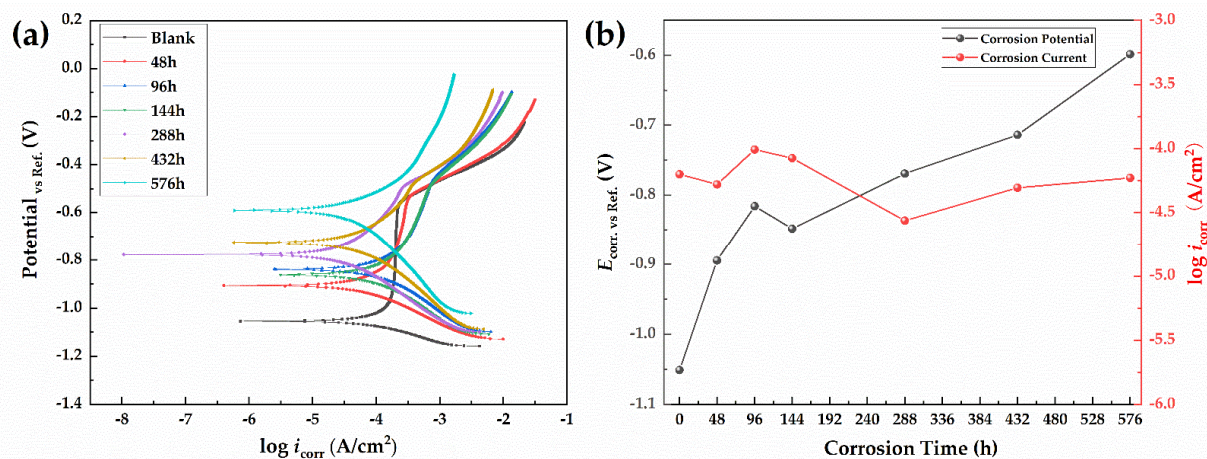 (a)
Blank
48h
96h
144h
288h
432h
576h
Potential vs Ref. (V)
0.2
0.0
-0.2
-0.4
-0.6
-0.8
-1.0
-1.2
-1.4
-8 -7 -6 -5 -4 -3 -2 -1
log icorr (A/cm2)
(b)
Corrosion Potential
Corrosion Current
Ecorr. vs Ref. (V)
-0.6
-0.7
-0.8
-0.9
-1.0
-1.1
0 48 96 144 192 240 288 336 384 432 480 528 576
Corrosion Time (h)
-3.0
-3.5
-4.0
-4.5
-5.0
-5.5
-6.0
log icorr (A/cm2)